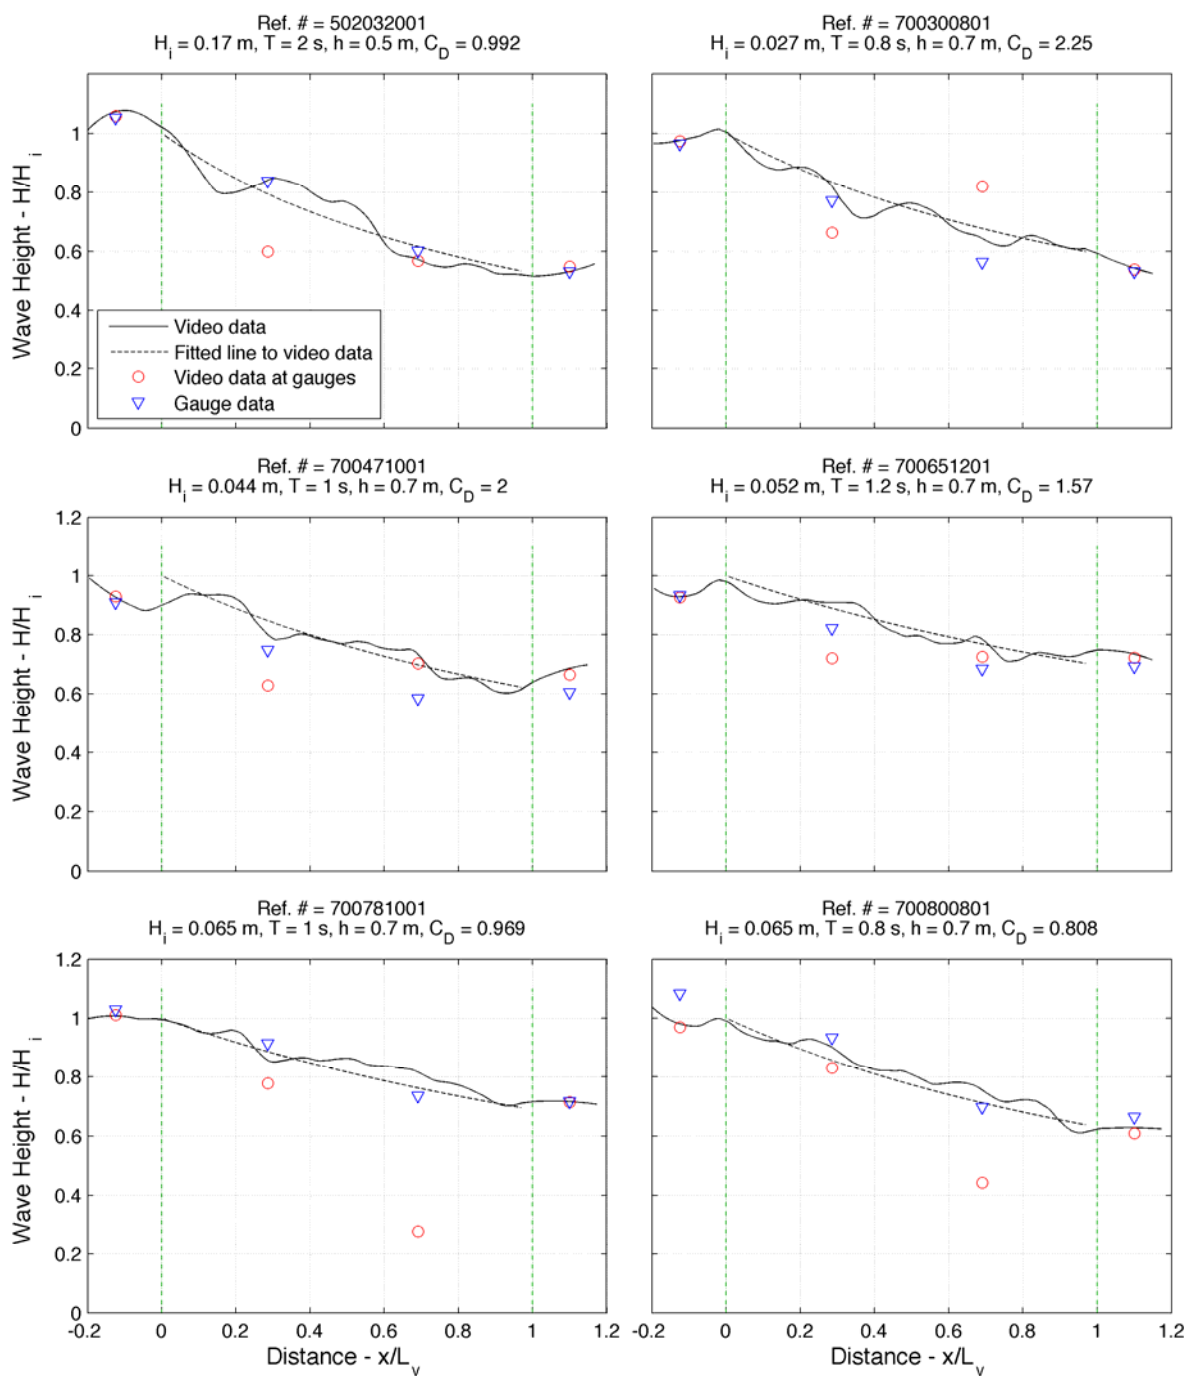 Ref. # = 502032001
H_i = 0.17 m, T = 2 s, h = 0.5 m, C_D = 0.992
Wave Height - H/H_i
1
0.8
0.6
0.4
0.2
0
Video data
Fitted line to video data
Video data at gauges
Gauge data
Ref. # = 700300801
H_i = 0.027 m, T = 0.8 s, h = 0.7 m, C_D = 2.25
Ref. # = 700471001
H_i = 0.044 m, T = 1 s, h = 0.7 m, C_D = 2
Wave Height - H/H_i
1.2
1
0.8
0.6
0.4
0.2
0
Ref. # = 700651201
H_i = 0.052 m, T = 1.2 s, h = 0.7 m, C_D = 1.57
Ref. # = 700781001
H_i = 0.065 m, T = 1 s, h = 0.7 m, C_D = 0.969
Wave Height - H/H_i
1.2
1
0.8
0.6
0.4
0.2
0
-0.2 0 0.2 0.4 0.6 0.8 1 1.2
Distance - x/L_v
Ref. # = 700800801
H_i = 0.065 m, T = 0.8 s, h = 0.7 m, C_D = 0.808
-0.2 0 0.2 0.4 0.6 0.8 1 1.2
Distance - x/L_v